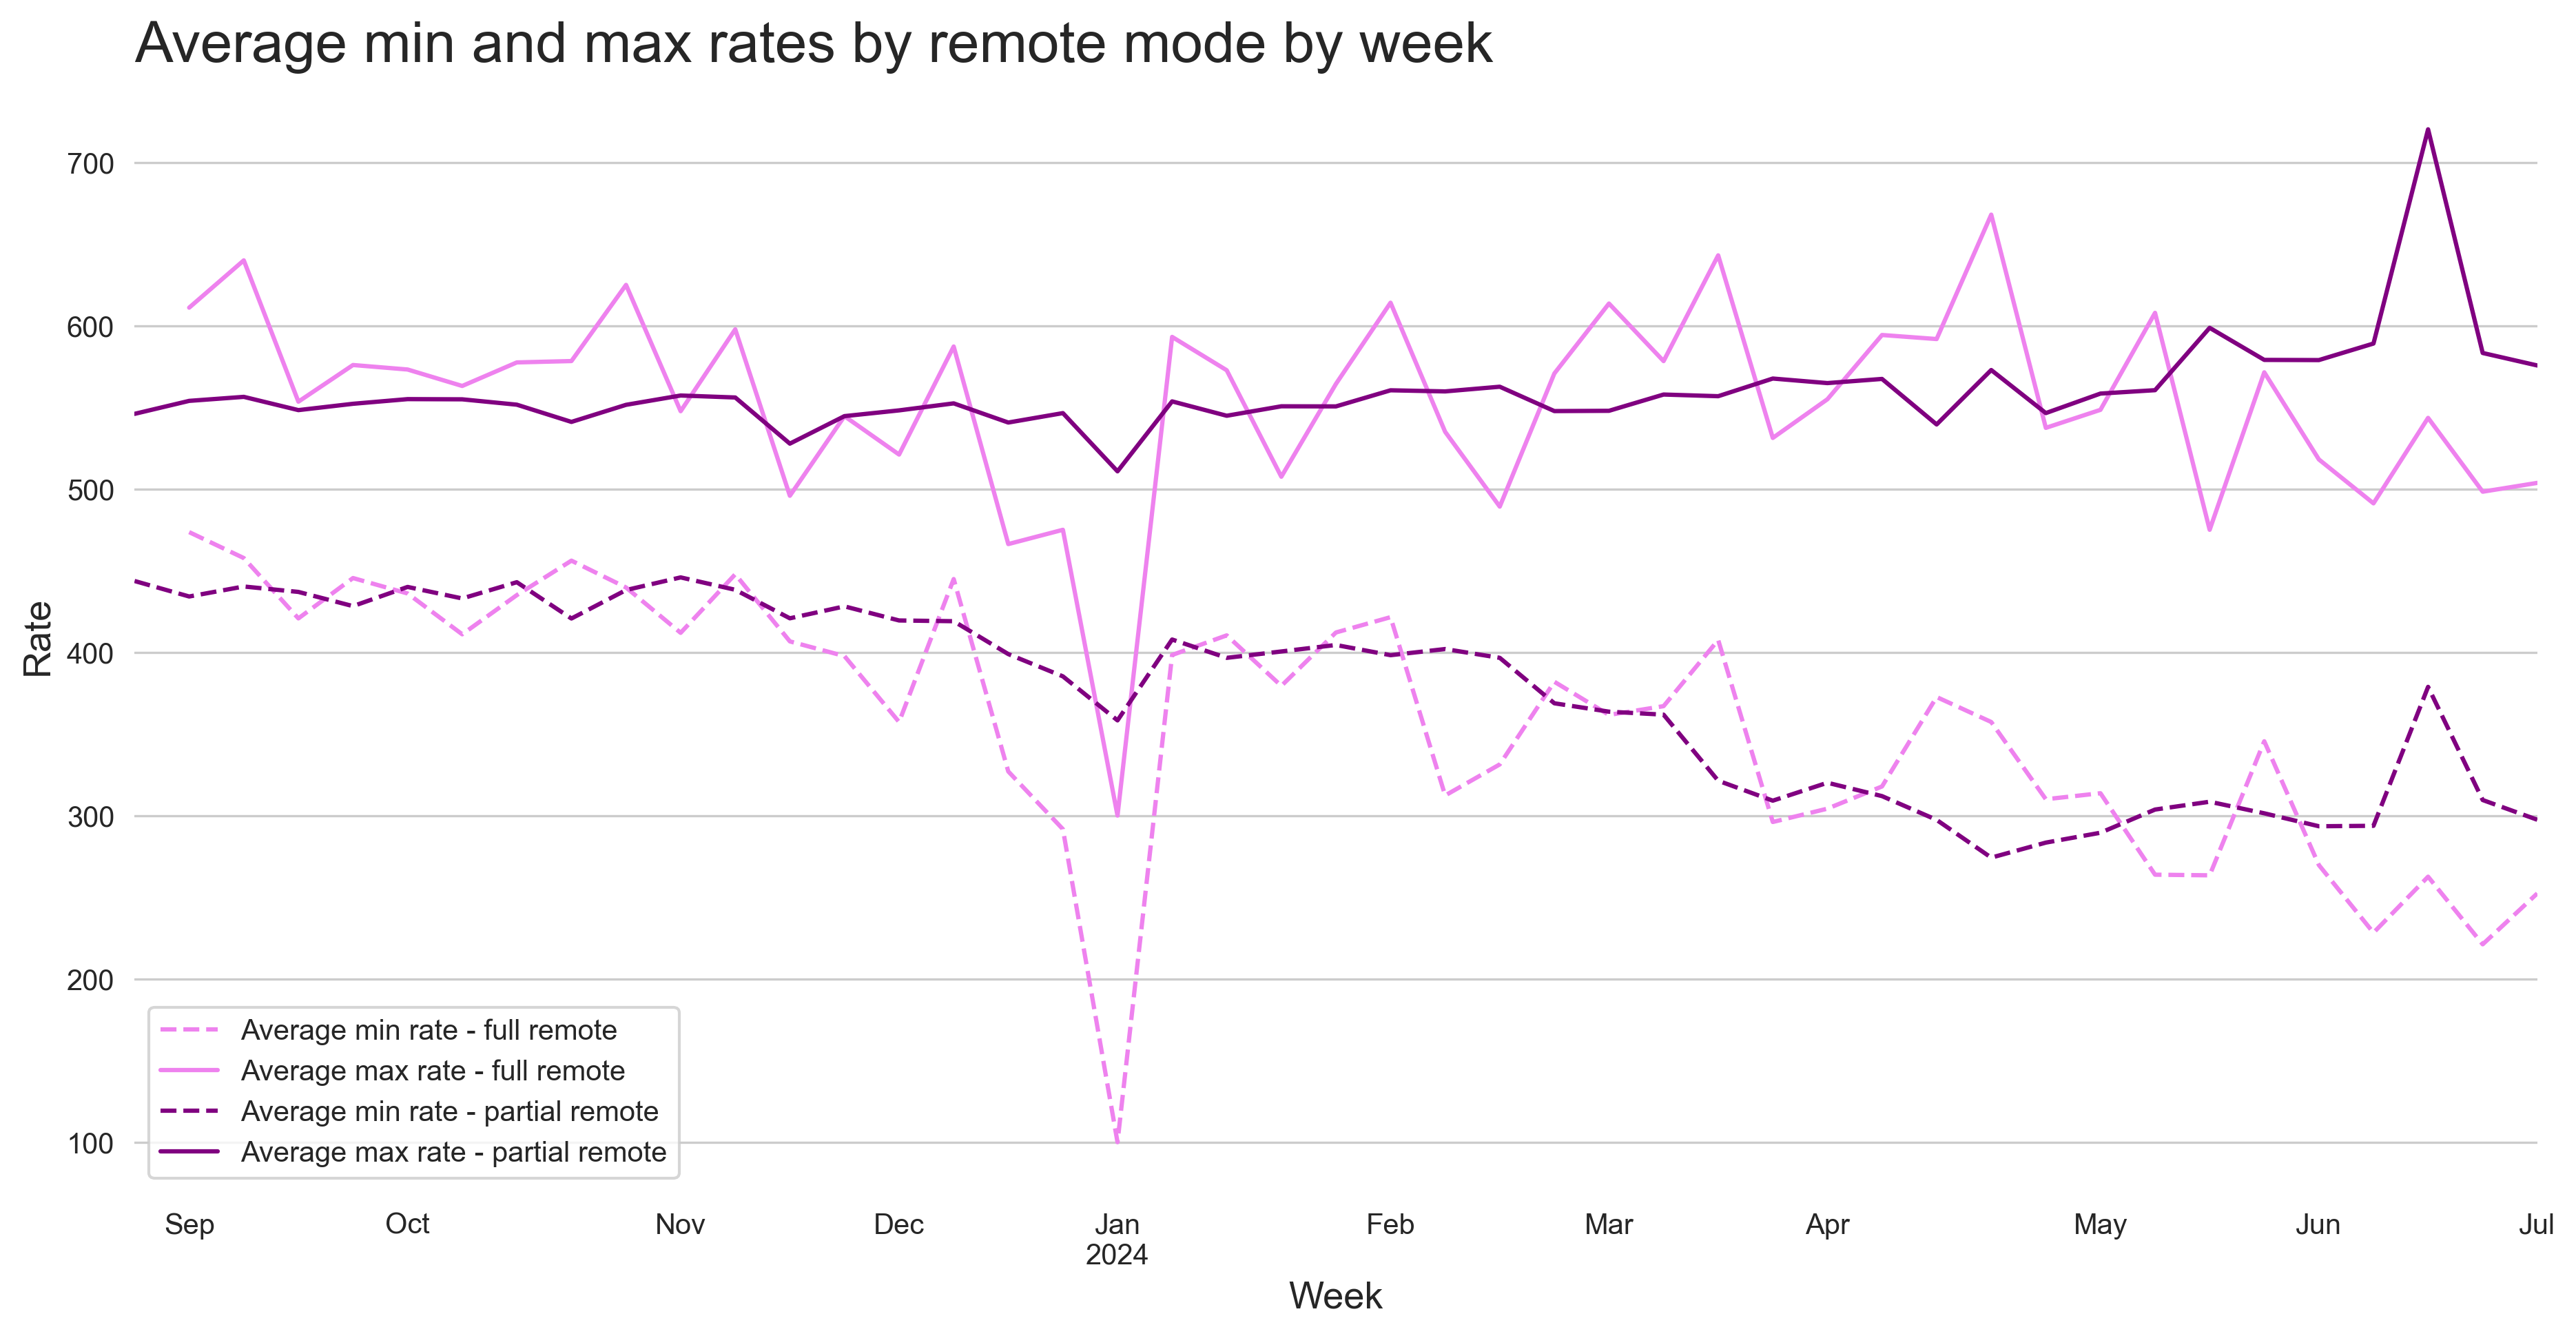 Average min and max rates by remote mode by week
700
600
500
400
300
200
100
Rate
Average min rate - full remote
Average max rate - full remote
Average min rate - partial remote
Average max rate - partial remote
Sep Oct Nov Dec Jan Feb Mar Apr May Jun Jul
2024
Week